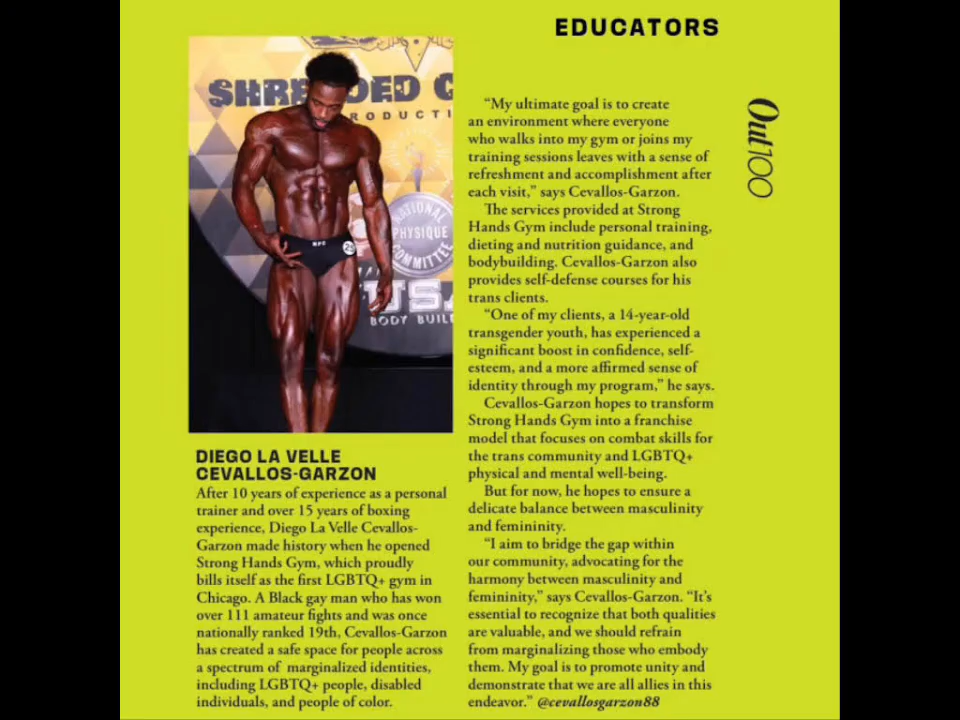 EDUCATORS
Out100
SHREDDED
PRODUCTI
NATIONAL
PHYSIQUE
COMMITTEE
NPC
USA
BODY BUIL
DIEGO LA VELLE
CEVALLOS-GARZON
After 10 years of experience as a personal
trainer and over 15 years of boxing
experience, Diego La Velle Cevallos-
Garzon made history when he opened
Strong Hands Gym, which proudly
bills itself as the first LGBTQ+ gym in
Chicago. A Black gay man who has won
over 111 amateur fights and was once
nationally ranked 19th, Cevallos-Garzon
has created a safe space for people across
a spectrum of marginalized identities,
including LGBTQ+ people, disabled
individuals, and people of color.
“My ultimate goal is to create
an environment where everyone
who walks into my gym or joins my
training sessions leaves with a sense of
refreshment and accomplishment after
each visit,” says Cevallos-Garzon.
The services provided at Strong
Hands Gym include personal training,
dieting and nutrition guidance, and
bodybuilding. Cevallos-Garzon also
provides self-defense courses for his
trans clients.
“One of my clients, a 14-year-old
transgender youth, has experienced a
significant boost in confidence, self-
esteem, and a more affirmed sense of
identity through my program,” he says.
Cevallos-Garzon hopes to transform
Strong Hands Gym into a franchise
model that focuses on combat skills for
the trans community and LGBTQ+
physical and mental well-being.
But for now, he hopes to ensure a
delicate balance between masculinity
and femininity.
“I aim to bridge the gap within
our community, advocating for the
harmony between masculinity and
femininity,” says Cevallos-Garzon. “It’s
essential to recognize that both qualities
are valuable, and we should refrain
from marginalizing those who embody
them. My goal is to promote unity and
demonstrate that we are all allies in this
endeavor.” @cevallosgarzon88